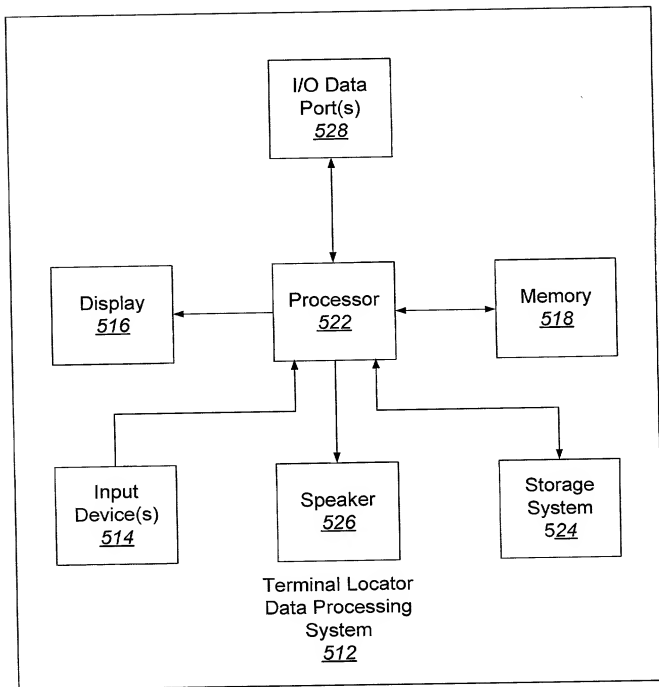 I/O Data
Port(s)
528
Display
516
Processor
522
Memory
518
Input
Device(s)
514
Speaker
526
Storage
System
524
Terminal Locator
Data Processing
System
512